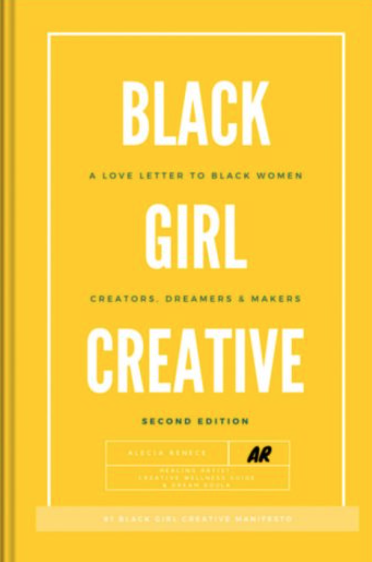 BLACK
A LOVE LETTER TO BLACK WOMEN
GIRL
CREATORS, DREAMERS & MAKERS
CREATIVE
SECOND EDITION
ALECIA RENECE
AR
HEALING ARTIST
CREATIVE WELLNESS GUIDE
& DREAM DOULA
#1 BLACK GIRL CREATIVE MANIFESTO